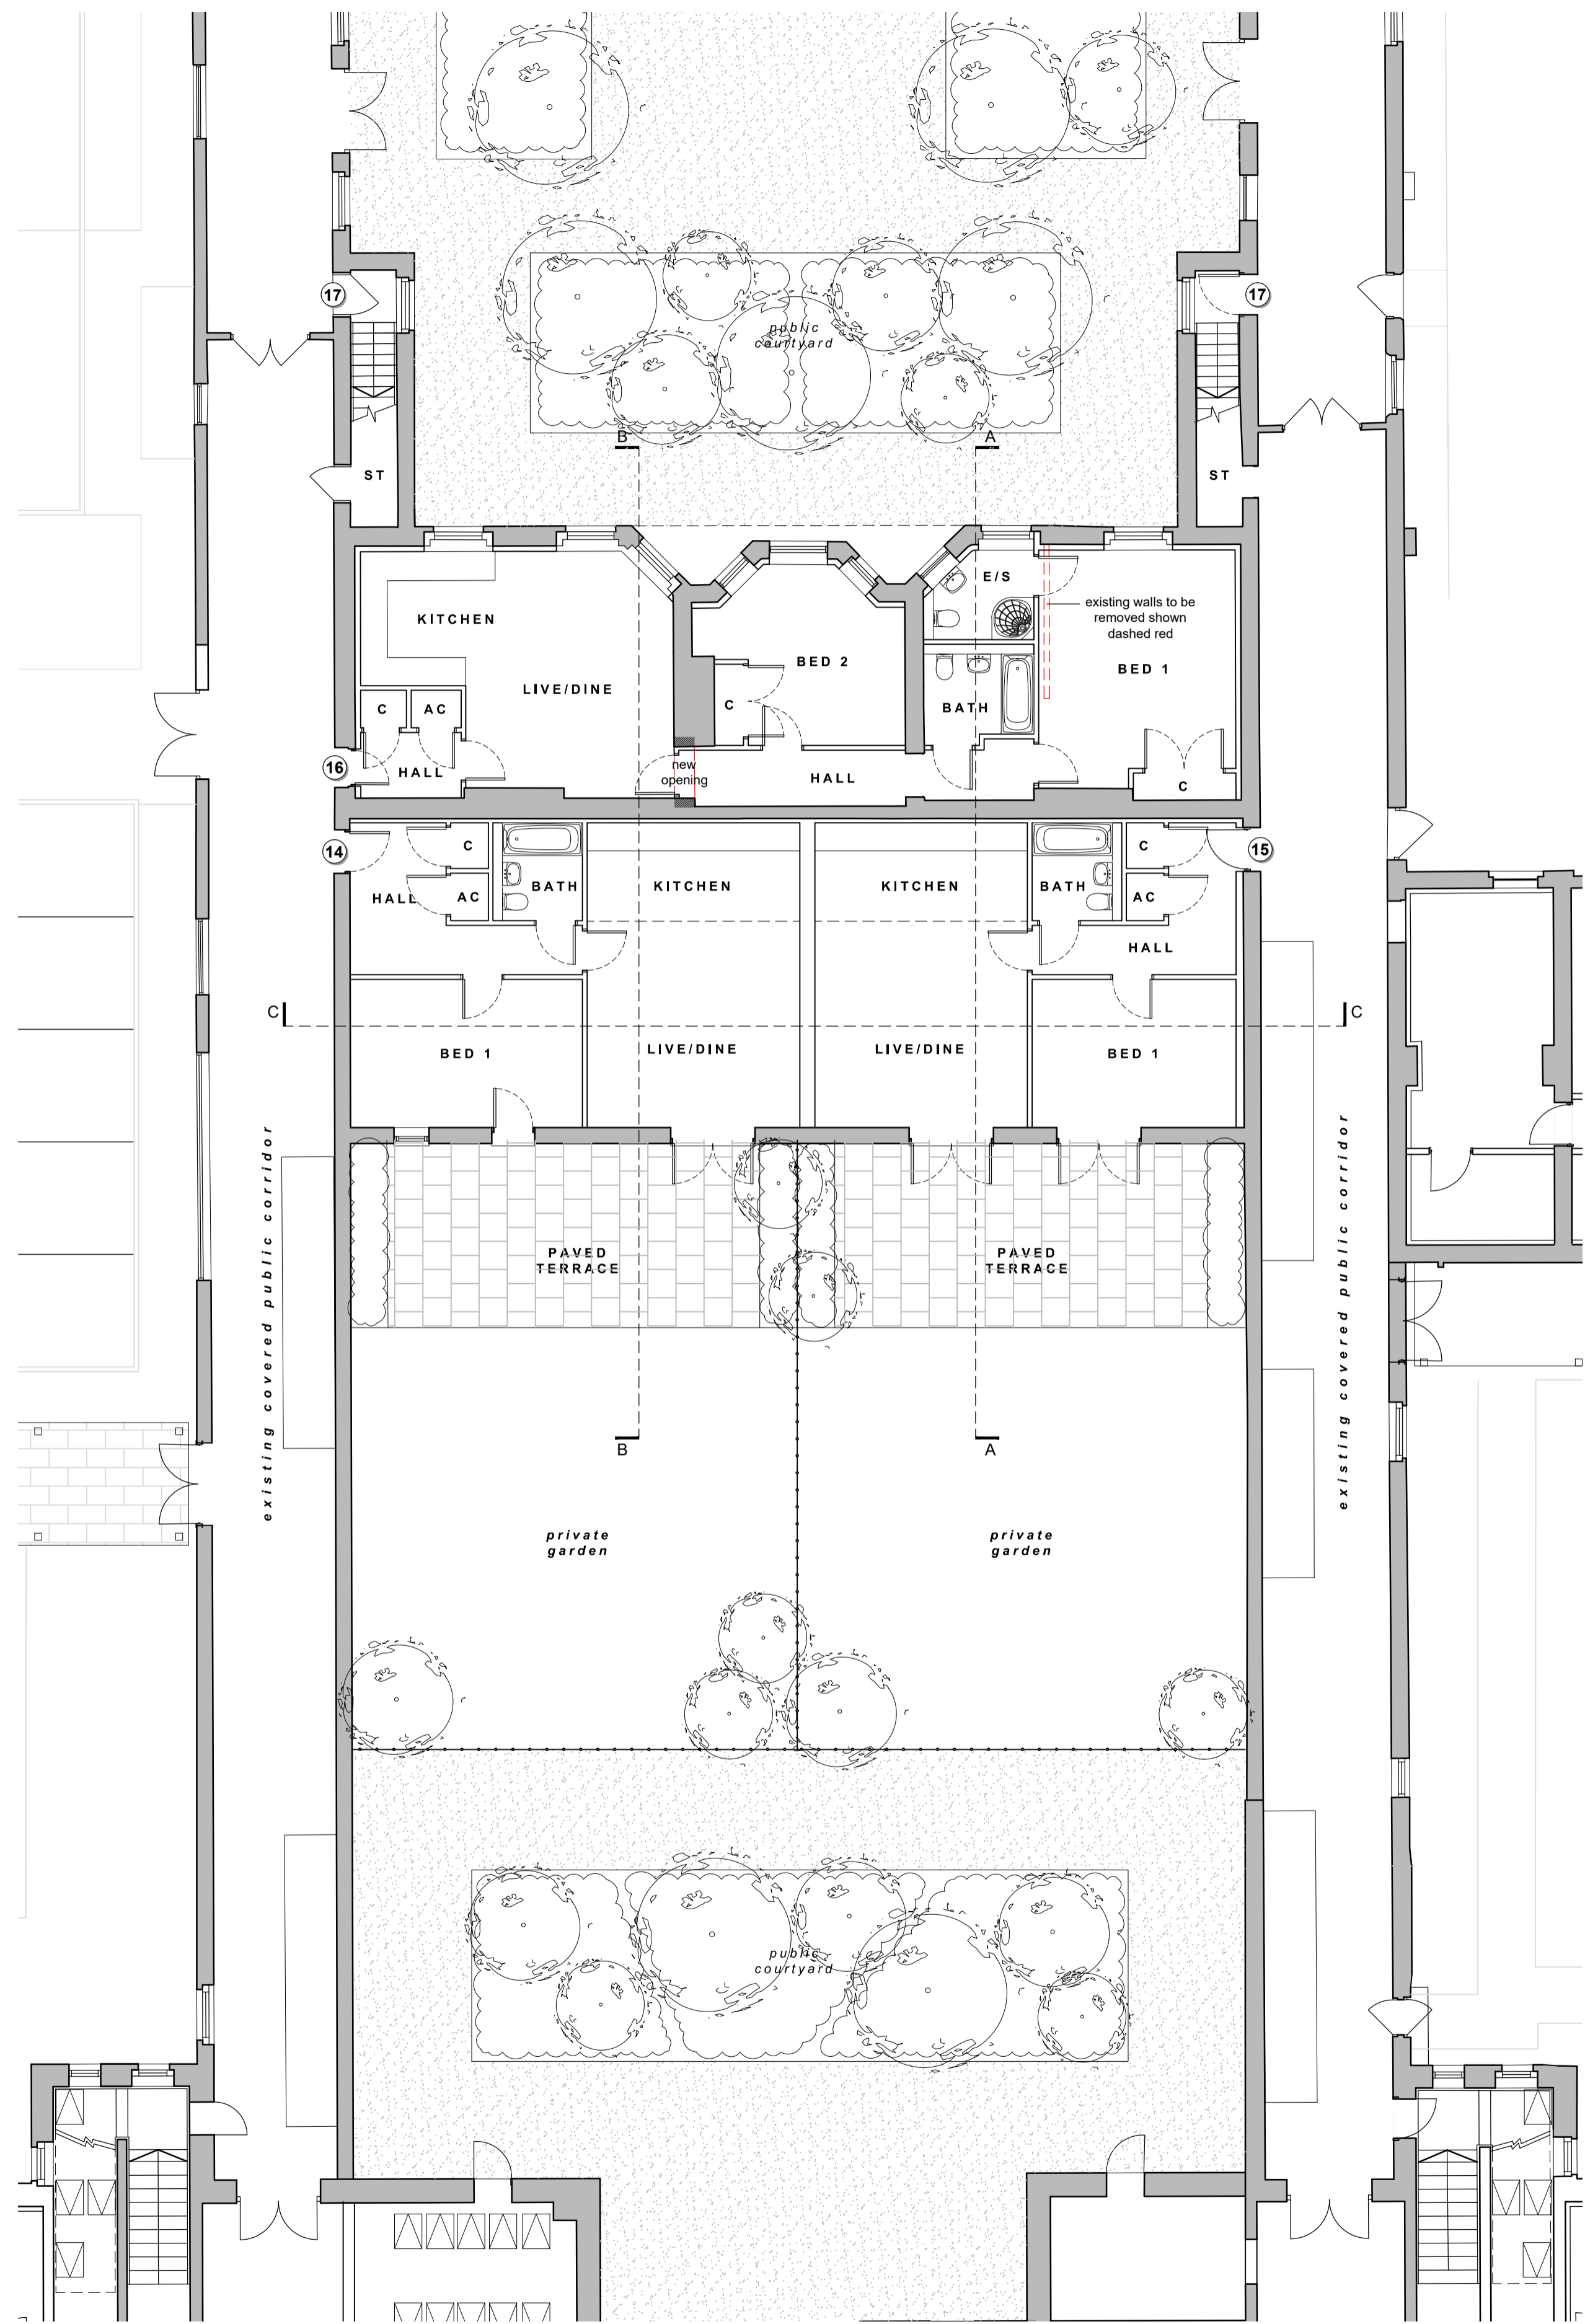 17
public
courtyard
17
B
A
ST
ST
E/S
KITCHEN
existing walls to be
removed shown
dashed red
BED 2
BED 1
LIVE/DINE
C
AC
C
BATH
16
HALL
new
opening
HALL
C
14
C
BATH
KITCHEN
KITCHEN
BATH
C
15
HALL
AC
AC
HALL
C
C
BED 1
LIVE/DINE
LIVE/DINE
BED 1
existing covered public corridor
existing covered public corridor
PAVED
TERRACE
PAVED
TERRACE
B
A
private
garden
private
garden
public
courtyard